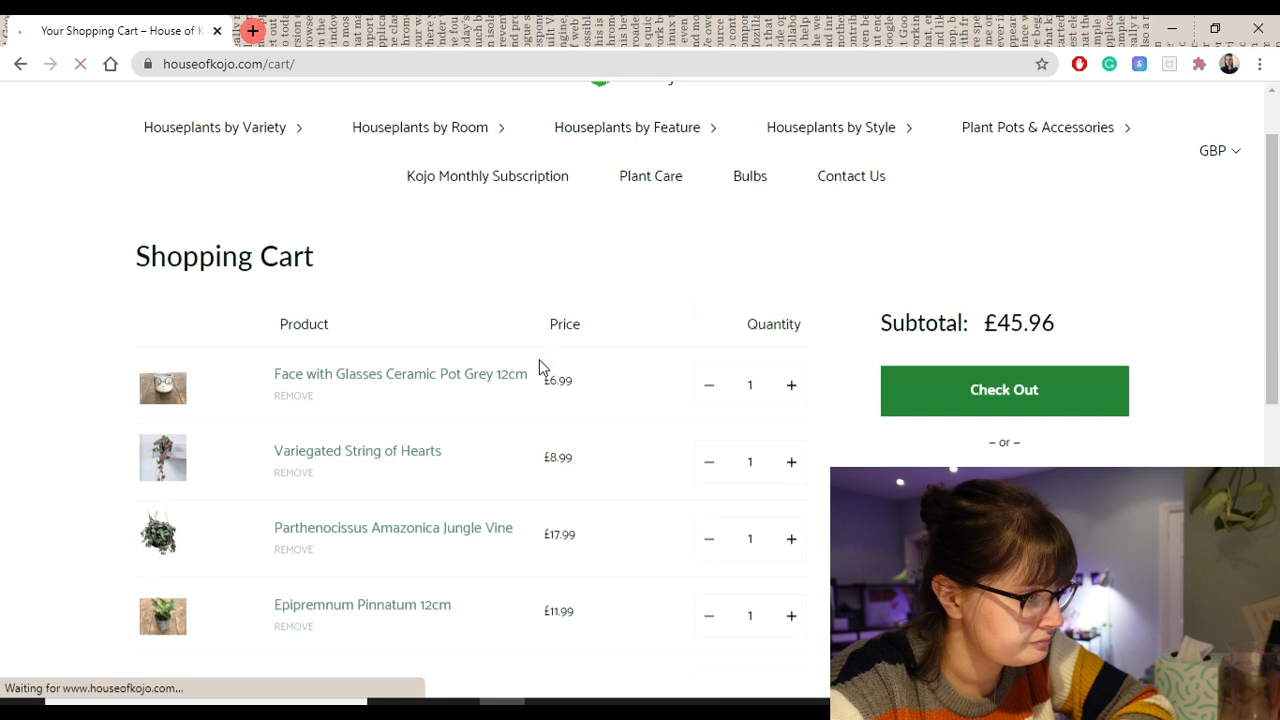 Your Shopping Cart – House of K
houseofkojo.com/cart/
Houseplants by Variety
Houseplants by Room
Houseplants by Feature
Houseplants by Style
Plant Pots & Accessories
GBP
Kojo Monthly Subscription
Plant Care
Bulbs
Contact Us
Shopping Cart
Product
Price
Quantity
Subtotal: £45.96
Face with Glasses Ceramic Pot Grey 12cm
REMOVE
£6.99
1
Check Out
– or –
Variegated String of Hearts
REMOVE
£8.99
1
Parthenocissus Amazonica Jungle Vine
REMOVE
£17.99
1
Epipremnum Pinnatum 12cm
REMOVE
£11.99
1
Waiting for www.houseofkojo.com...